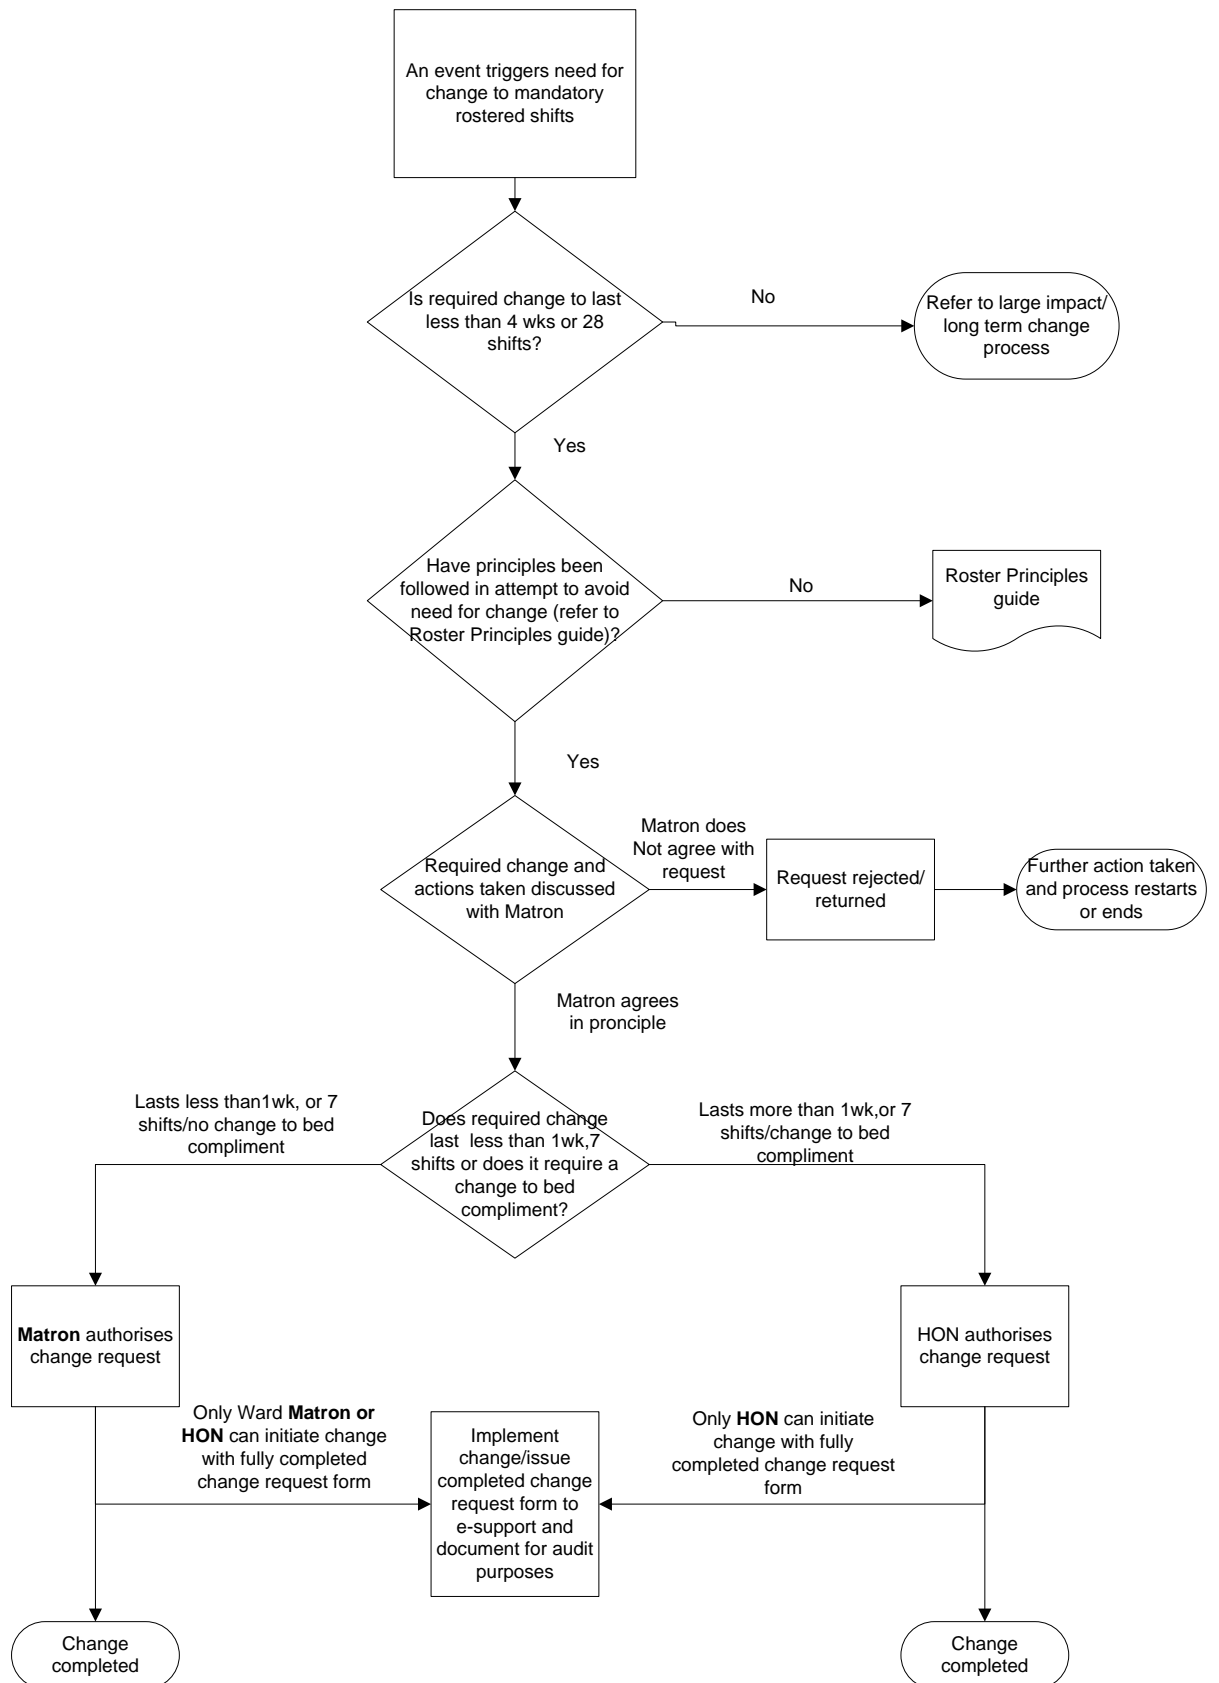 An event triggers need for
change to mandatory
rostered shifts
Is required change to last
less than 4 wks or 28
shifts?
No
Refer to large impact/
long term change
process
Yes
Have principles been
followed in attempt to avoid
need for change (refer to
Roster Principles guide)?
No
Roster Principles
guide
Yes
Required change and
actions taken discussed
with Matron
Matron does
Not agree with
request
Request rejected/
returned
Further action taken
and process restarts
or ends
Matron agrees
in pronciple
Lasts less than1wk, or 7
shifts/no change to bed
compliment
Does required change
last less than 1wk,7
shifts or does it require a
change to bed
compliment?
Lasts more than 1wk,or 7
shifts/change to bed
compliment
Matron authorises
change request
HON authorises
change request
Only Ward Matron or
HON can initiate change
with fully completed
change request form
Implement
change/issue
completed change
request form to
e-support and
document for audit
purposes
Only HON can initiate
change with fully
completed change request
form
Change
completed
Change
completed